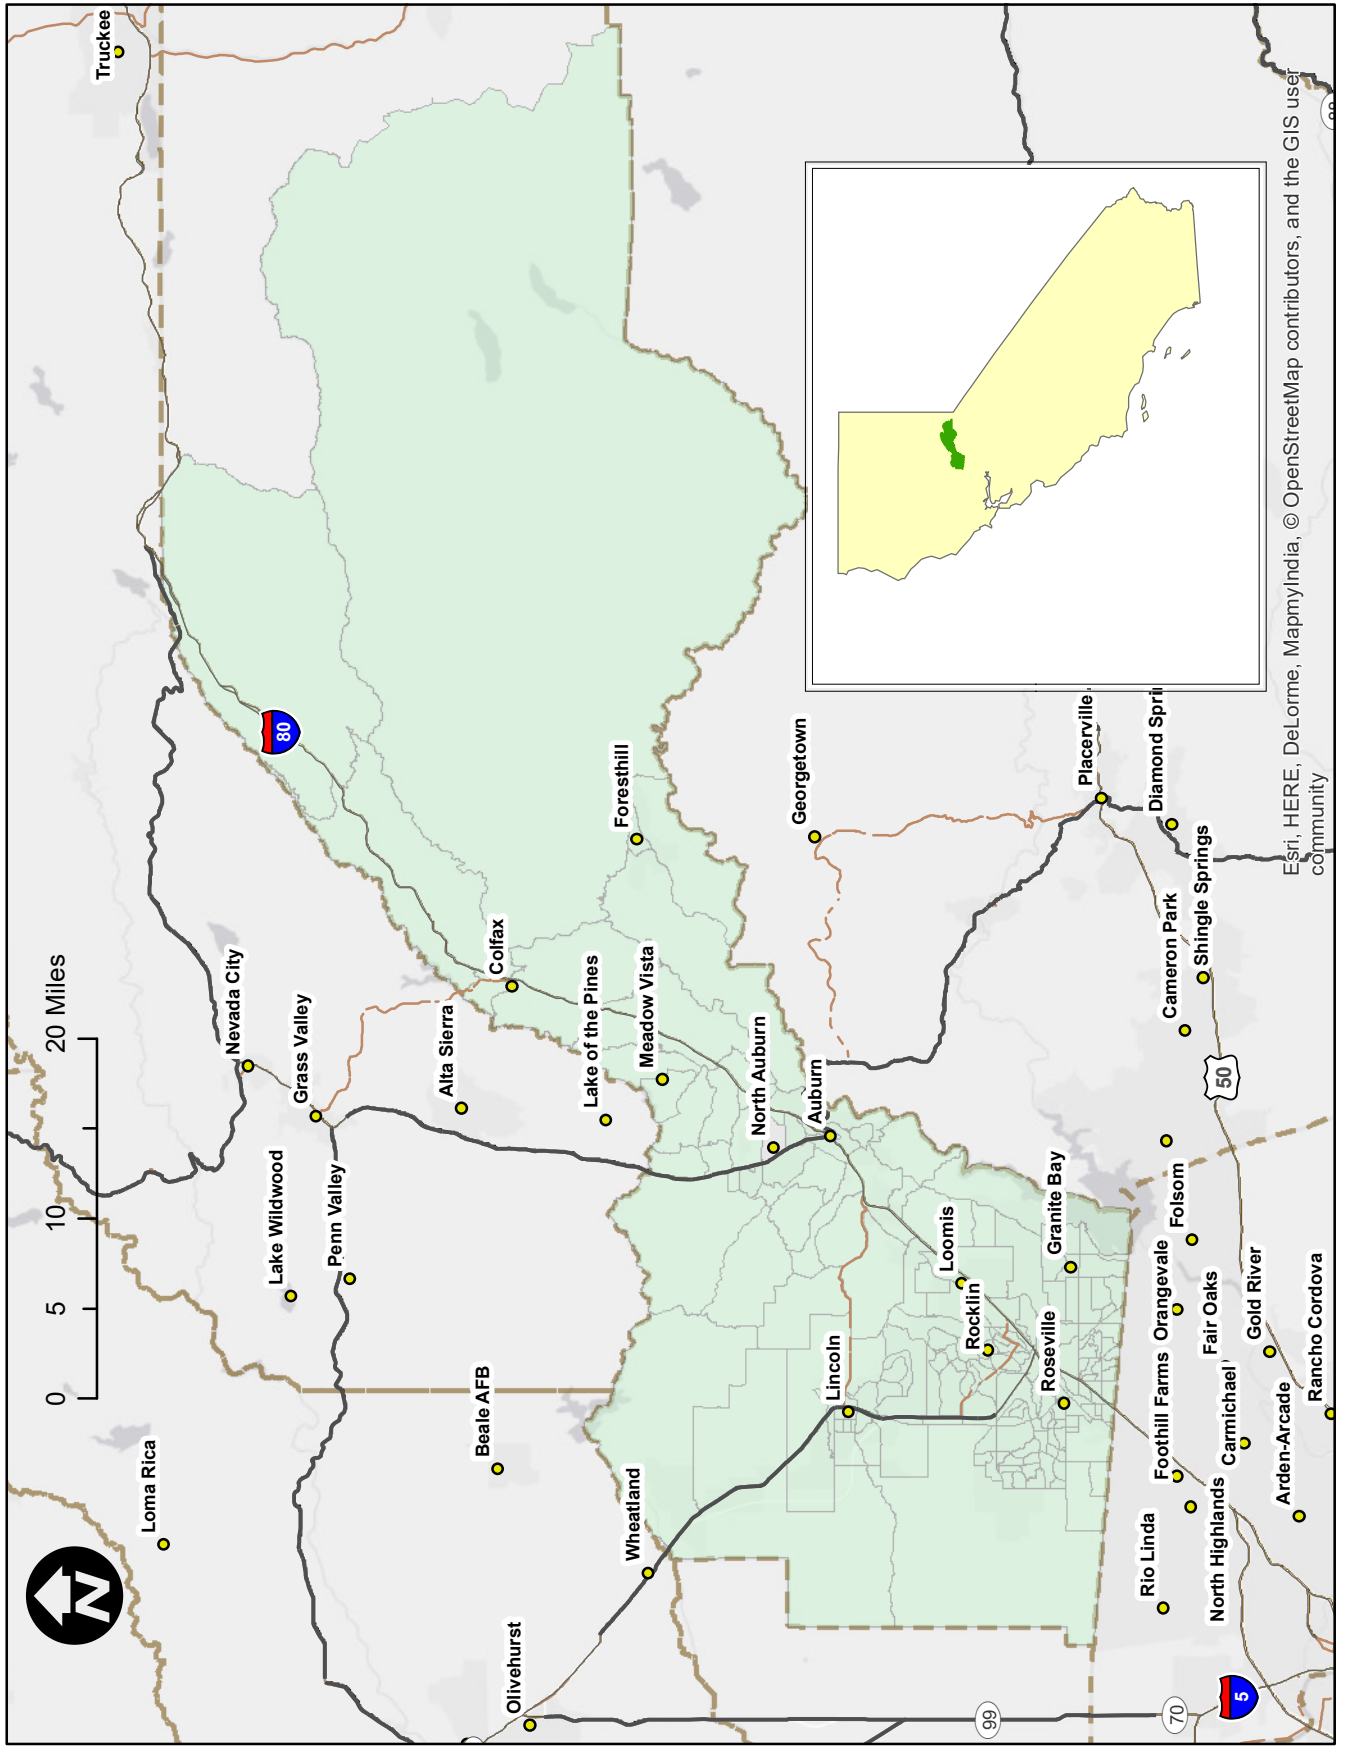 N
0
5
10
20 Miles
Truckee
Loma Rica
Lake Wildwood
Nevada City
Grass Valley
Penn Valley
80
Alta Sierra
Beale AFB
Colfax
Olivehurst
Lake of the Pines
Foresthill
Wheatland
Meadow Vista
North Auburn
Georgetown
Auburn
Lincoln
Loomis
Rocklin
Granite Bay
Roseville
Placerville
Diamond Spri
Cameron Park
Shingle Springs
50
Folsom
Orangevale
Foothill Farms
Fair Oaks
Gold River
Rancho Cordova
Carmichael
Arden-Arcade
Rio Linda
North Highlands
99
70
5
Esri, HERE, DeLorme, MapmyIndia, © OpenStreetMap contributors, and the GIS user
community